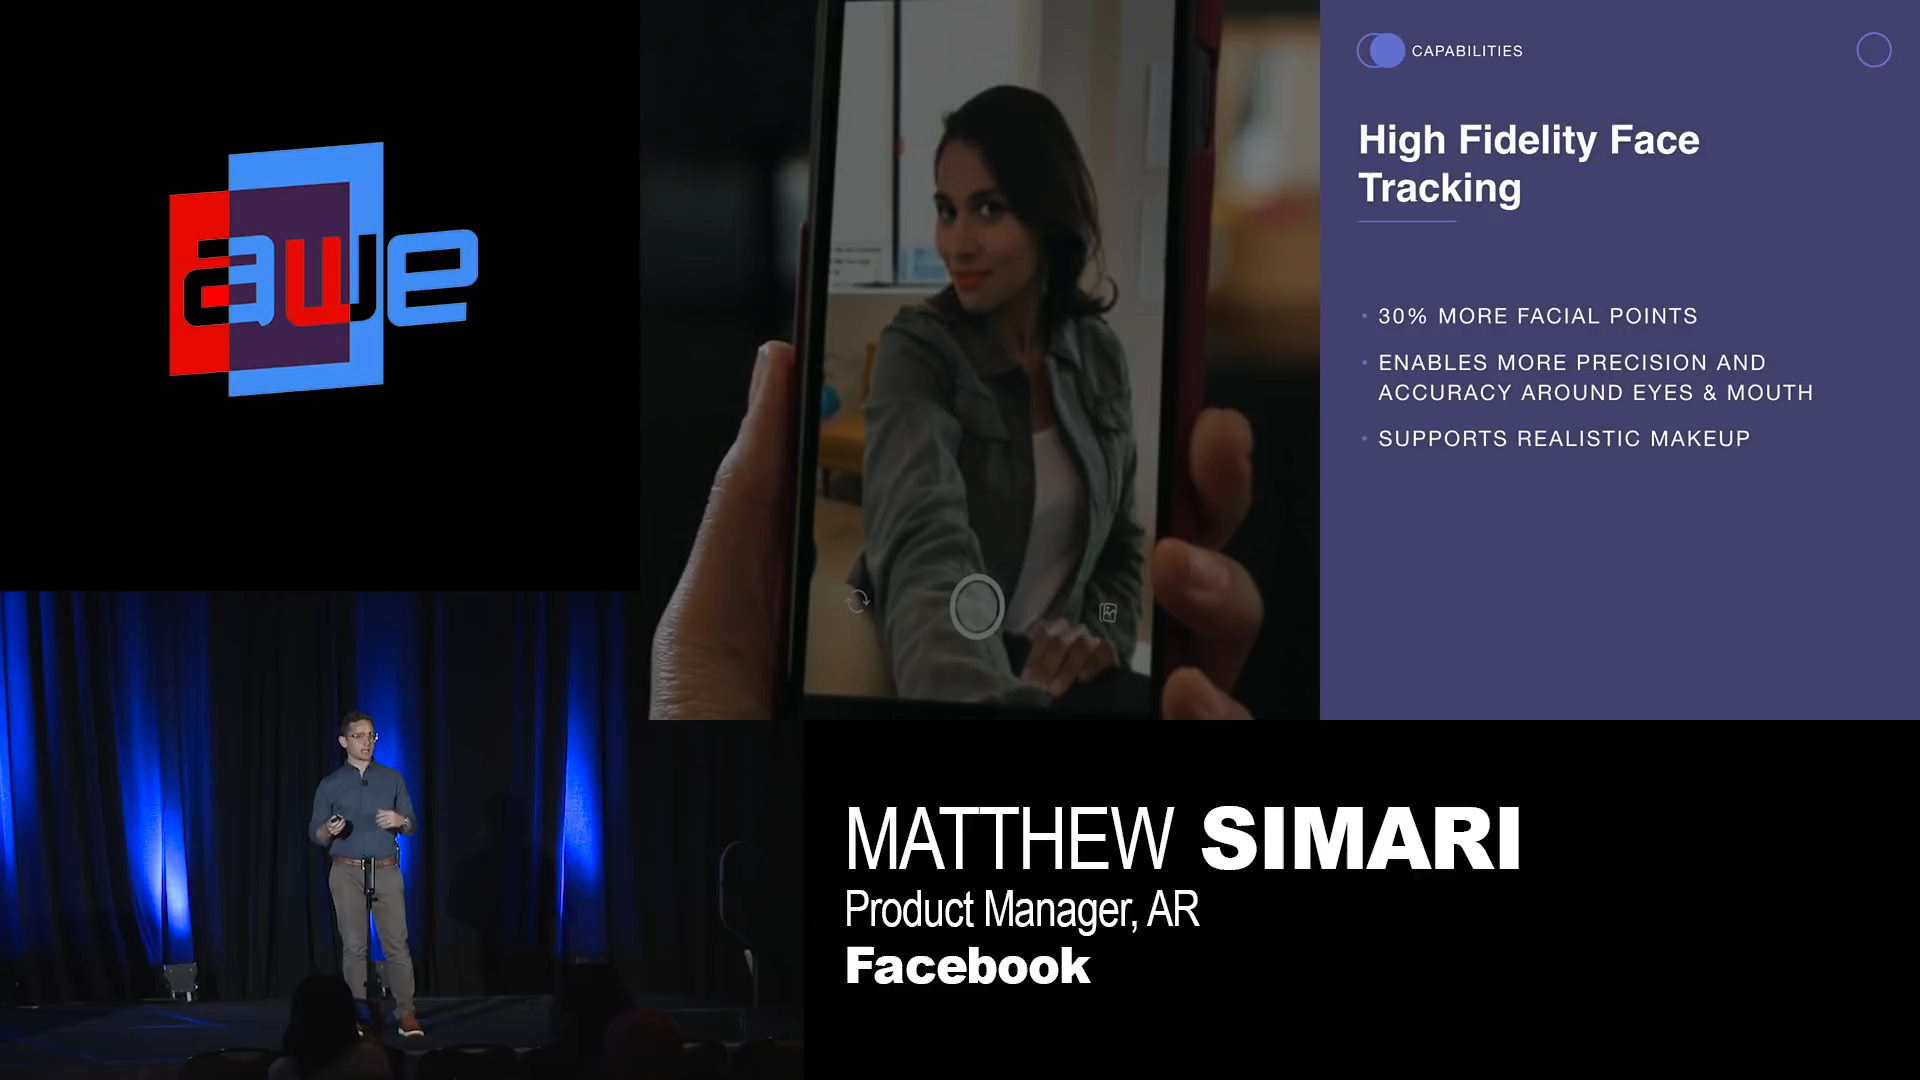 awe
CAPABILITIES
High Fidelity Face
Tracking
• 30% MORE FACIAL POINTS
• ENABLES MORE PRECISION AND
ACCURACY AROUND EYES & MOUTH
• SUPPORTS REALISTIC MAKEUP
MATTHEW SIMARI
Product Manager, AR
Facebook